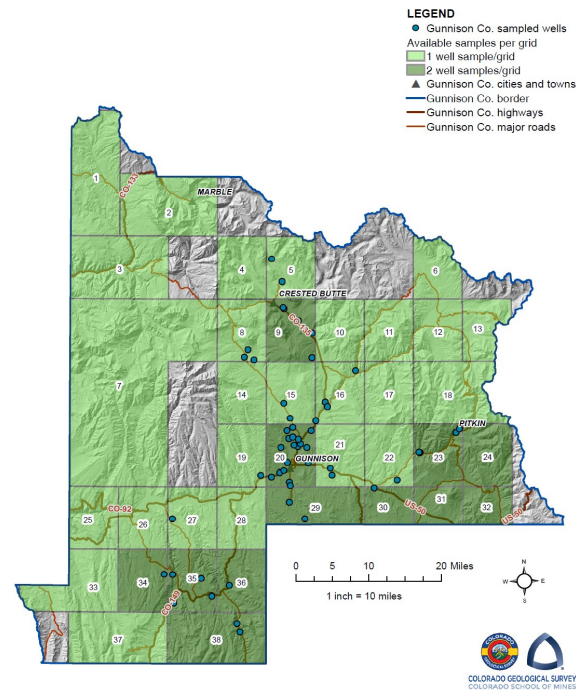 LEGEND
Gunnison Co. sampled wells
Available samples per grid
1 well sample/grid
2 well samples/grid
Gunnison Co. cities and towns
Gunnison Co. border
Gunnison Co. highways
Gunnison Co. major roads
1
CO-133
MARBLE
2
3
4
5
6
CRESTED BUTTE
CO-135
7
8
9
10
11
12
13
14
15
16
17
18
PITKIN
19
20
GUNNISON
21
22
23
24
CO-92
25
26
27
28
29
30
US-50
31
32
US-50
33
34
35
36
CO-149
37
38
0 5 10 20 Miles
1 inch = 10 miles
N
W E
S
COLORADO
COLORADO GEOLOGICAL SURVEY
COLORADO SCHOOL OF MINES